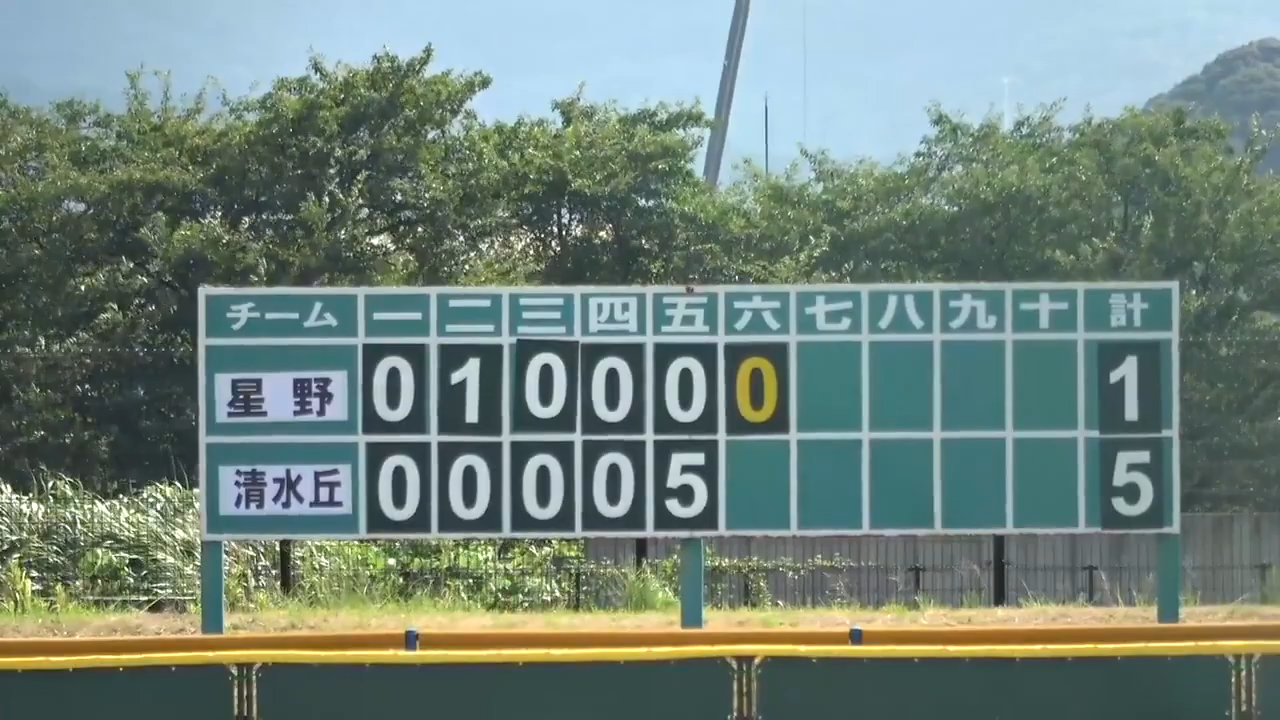 チーム 一 二 三 四 五 六 七 八 九 十 計
星野 0 1 0 0 0 0 1
清水丘 0 0 0 0 5 5